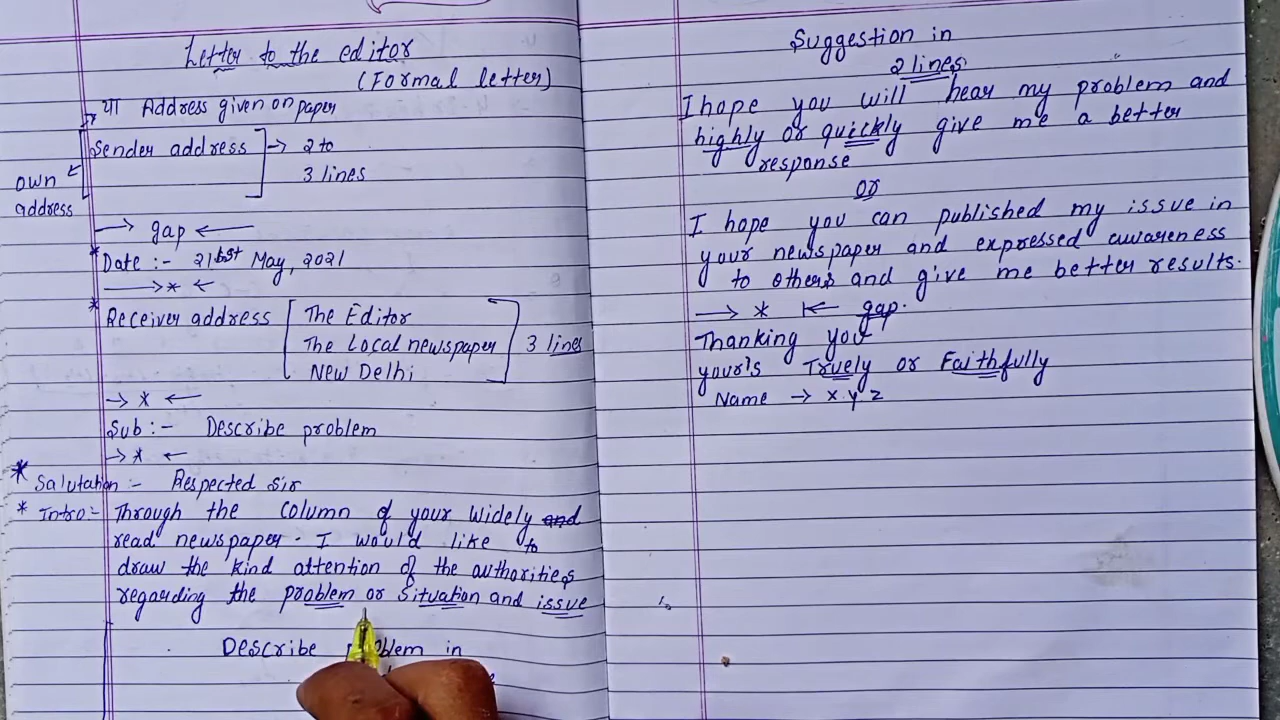 Letter to the editor
(Formal letter)
या Address given on paper
Sender address → 2 to
3 lines
own
address
→ gap ←
* Date :- 21st May, 2021
→ * ←
* Receiver address [ The Editor
The Local newspaper ] 3 lines
New Delhi
→ * ←
Sub :- Describe problem
→ * ←
* Salutation :- Respected Sir
* Intro :- Through the column of your widely and
read newspaper. I would like to
draw the kind attention of the authorities
regarding the problem or situation and issue
Describe problem in
Suggestion in
2 lines
I hope you will hear my problem and
highly or quickly give me a better
response
or
I hope you can published my issue in
your newspaper and expressed awareness
to others and give me better results.
→ * ← gap.
Thanking you
your's Truely or Faithfully
Name → x.y z